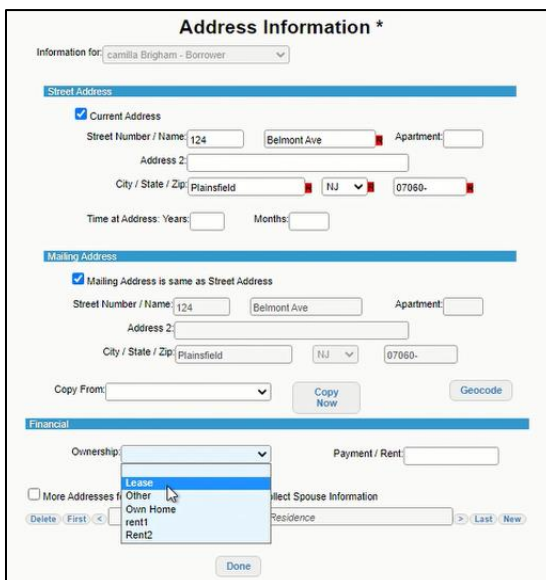 Address Information *
Information for: camilla Brigham - Borrower
Street Address
Current Address
Street Number / Name: 124 Belmont Ave R Apartment:
Address 2:
City / State / Zip: Plainsfield R NJ R 07060- R
Time at Address: Years: Months:
Mailing Address
Mailing Address is same as Street Address
Street Number / Name: 124 Belmont Ave Apartment:
Address 2:
City / State / Zip: Plainsfield NJ 07060-
Copy From: Copy Now Geocode
Financial
Ownership: Payment / Rent:
Lease
Other
Own Home
rent1
Rent2
More Addresses Spouse Information
Delete First < Residence > Last New
Done